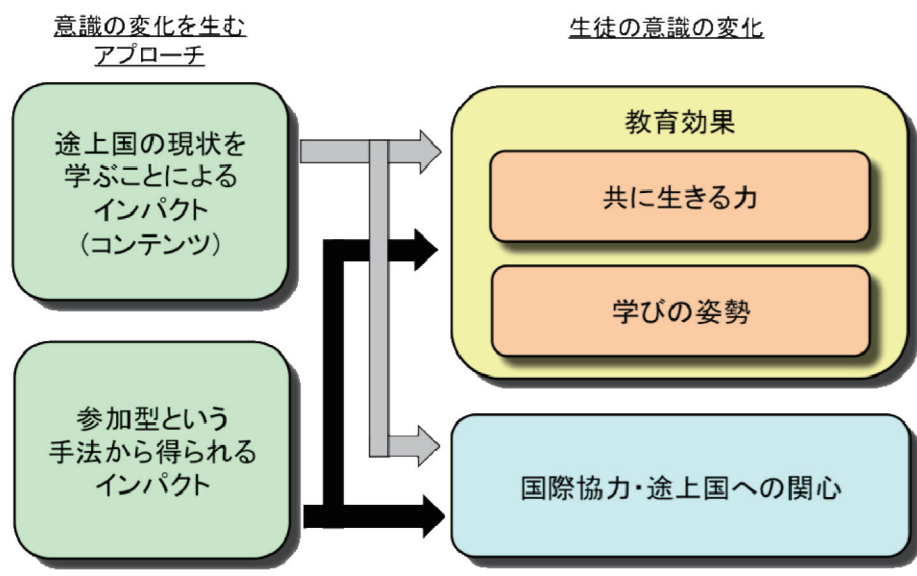 意識の変化を生む
アプローチ
途上国の現状を
学ぶことによる
インパクト
(コンテンツ)
参加型という
手法から得られる
インパクト
生徒の意識の変化
教育効果
共に生きる力
学びの姿勢
国際協力・途上国への関心